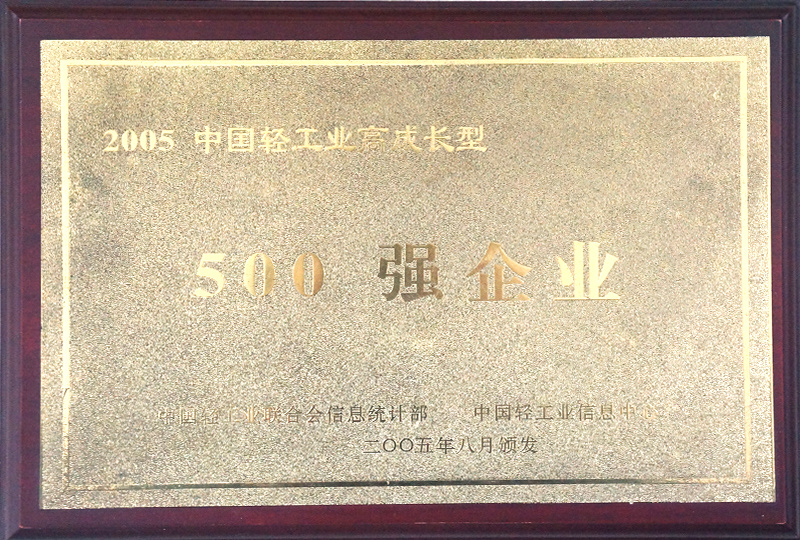 2005 中国轻工业高成长型
500 强企业
中国轻工业联合会信息统计部 中国轻工业信息中心
二〇〇五年八月颁发